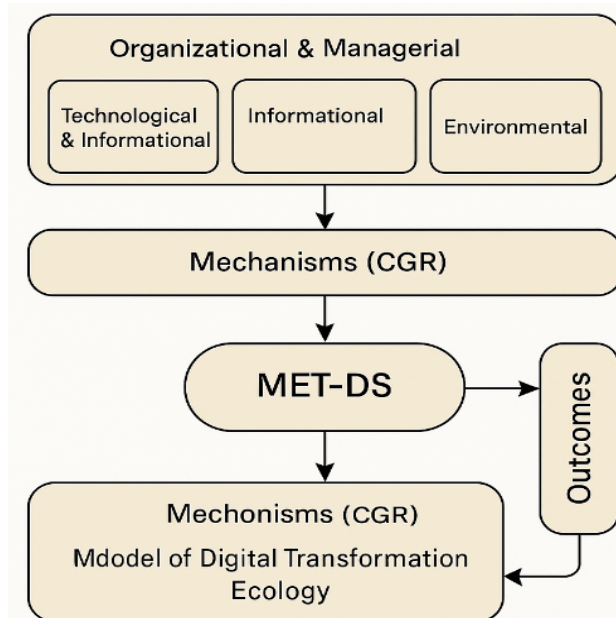 Organizational & Managerial
Technological
& Informational
Informational
Environmental
Mechanisms (CGR)
MET-DS
Outcomes
Mechonisms (CGR)
Mdodel of Digital Transformation
Ecology